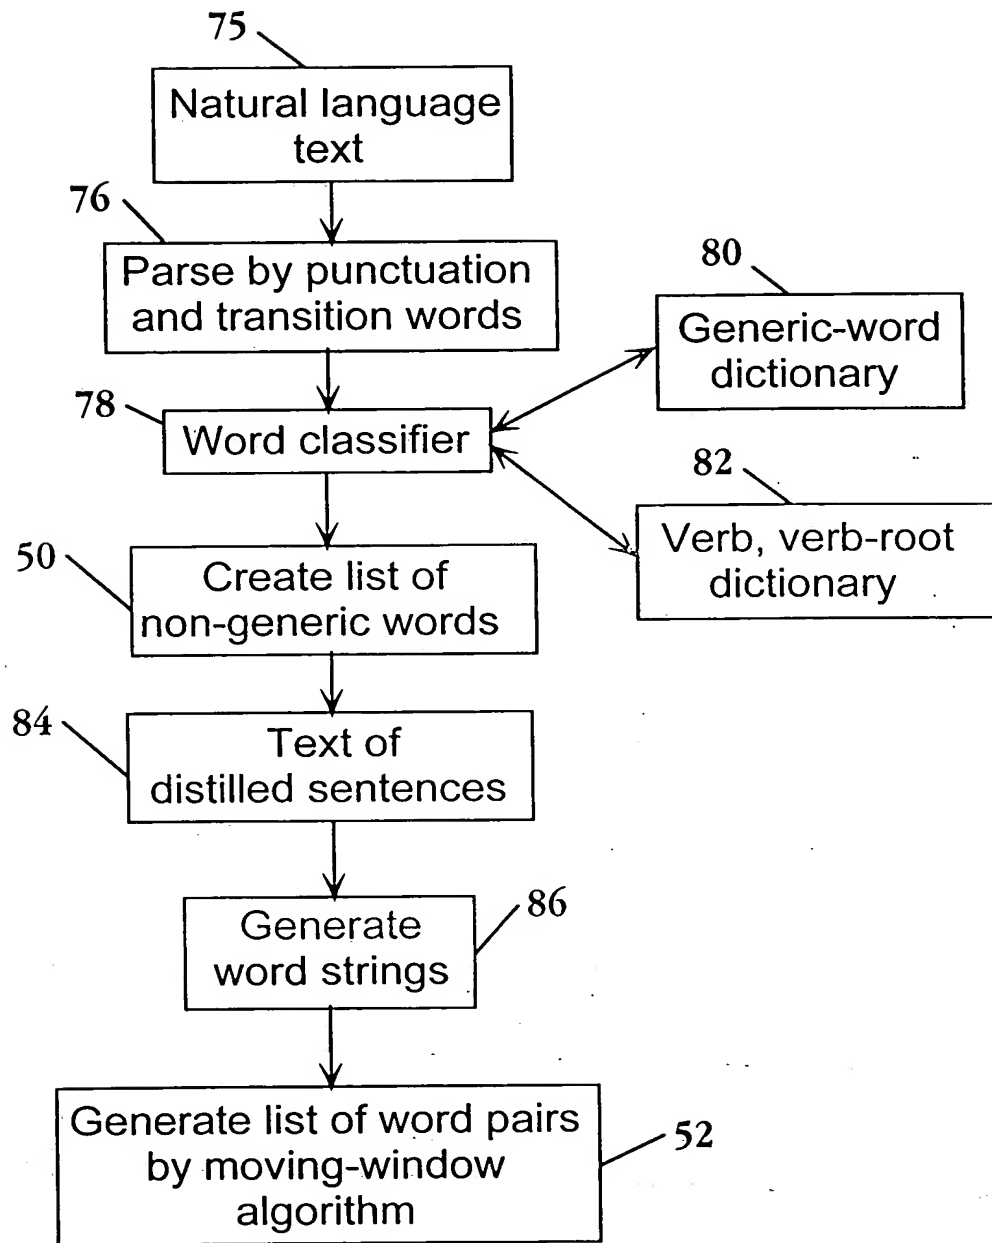 75
Natural language
text
76
Parse by punctuation
and transition words
80
Generic-word
dictionary
78
Word classifier
82
Verb, verb-root
dictionary
50
Create list of
non-generic words
84
Text of
distilled sentences
86
Generate
word strings
Generate list of word pairs
by moving-window
algorithm
52